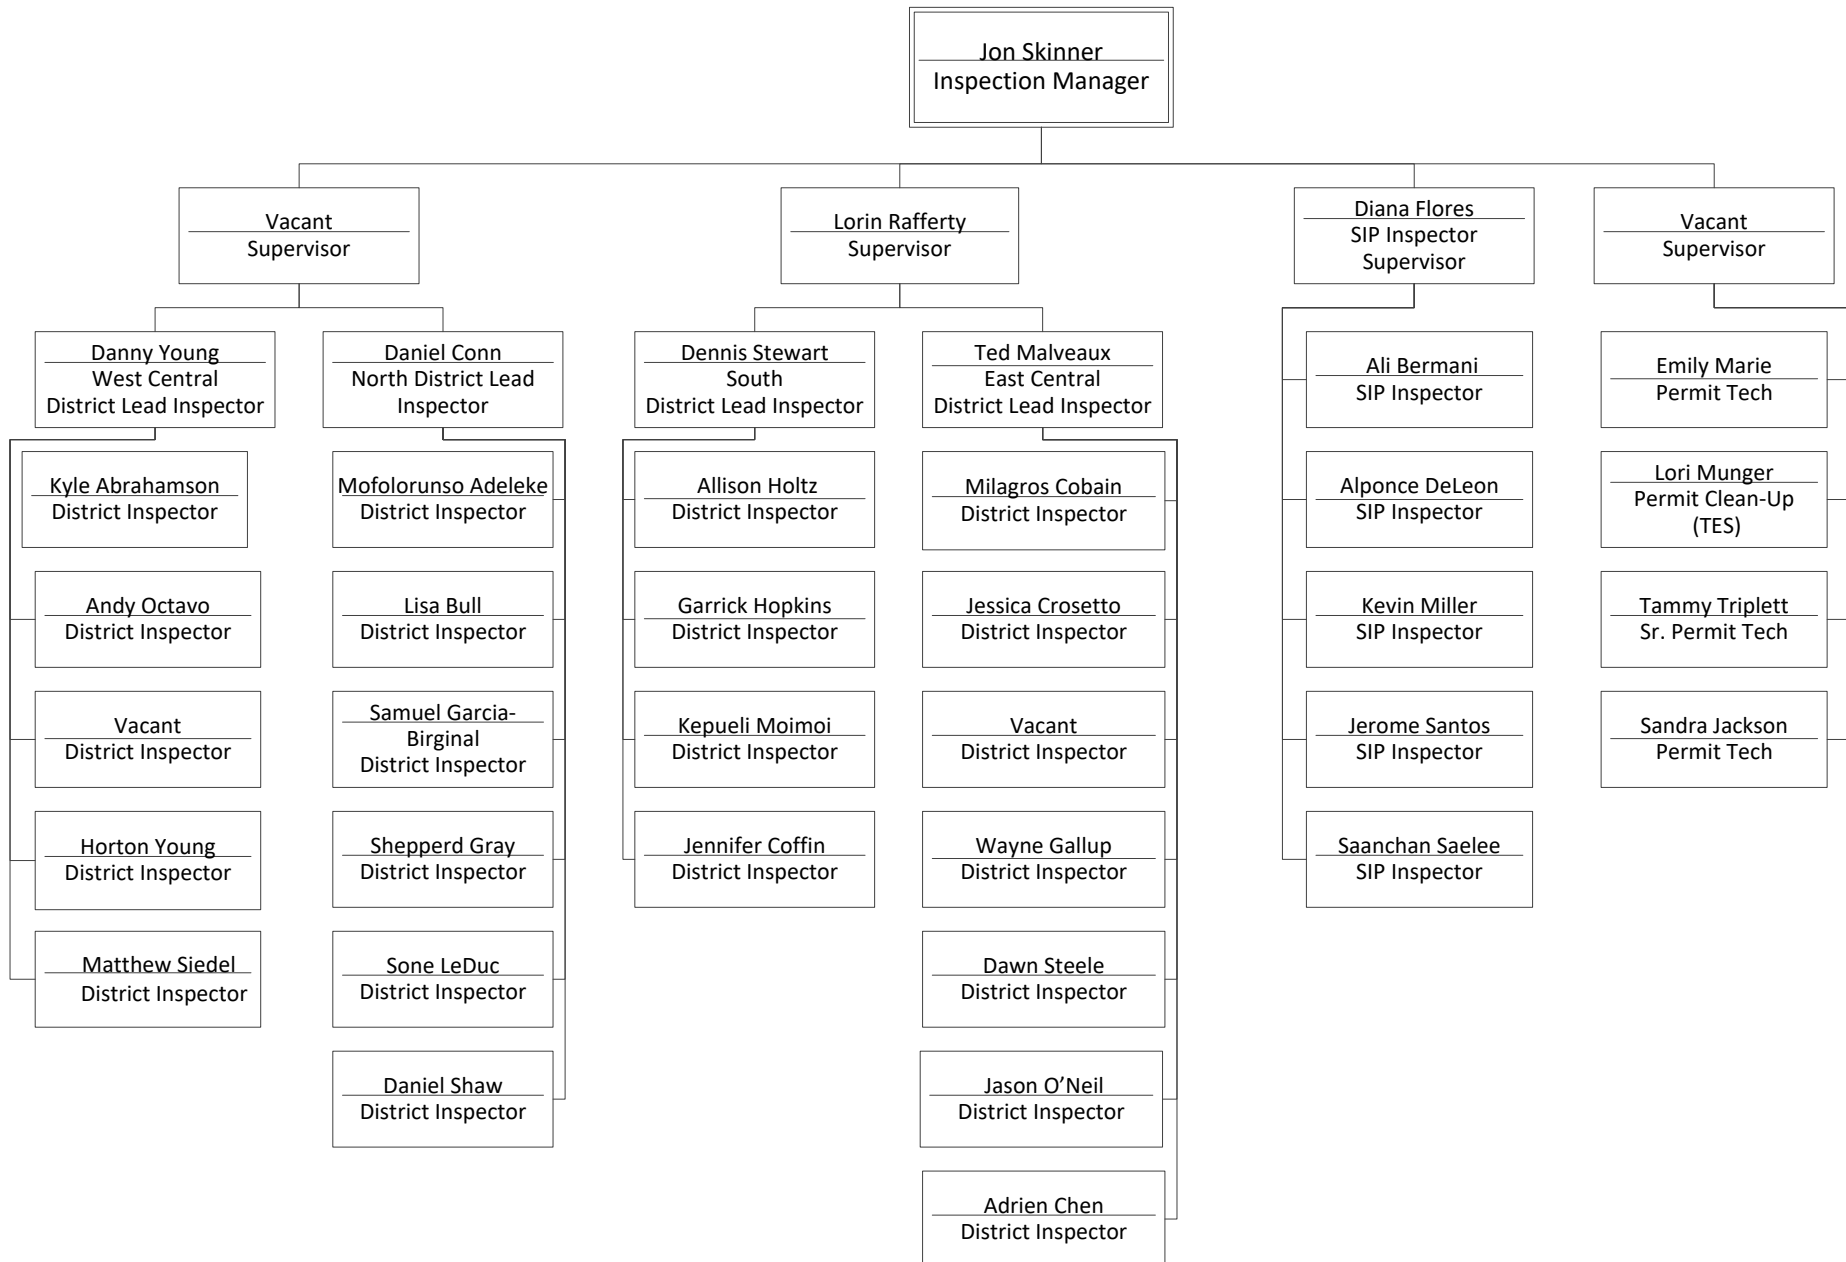 Jon Skinner
Inspection Manager
Vacant
Supervisor
Lorin Rafferty
Supervisor
Diana Flores
SIP Inspector
Supervisor
Vacant
Supervisor
Danny Young
West Central
District Lead Inspector
Daniel Conn
North District Lead
Inspector
Dennis Stewart
South
District Lead Inspector
Ted Malveaux
East Central
District Lead Inspector
Ali Bermani
SIP Inspector
Emily Marie
Permit Tech
Kyle Abrahamson
District Inspector
Mofolorunso Adeleke
District Inspector
Allison Holtz
District Inspector
Milagros Cobain
District Inspector
Alponce DeLeon
SIP Inspector
Lori Munger
Permit Clean-Up
(TES)
Andy Octavo
District Inspector
Lisa Bull
District Inspector
Garrick Hopkins
District Inspector
Jessica Crosetto
District Inspector
Kevin Miller
SIP Inspector
Tammy Triplett
Sr. Permit Tech
Vacant
District Inspector
Samuel Garcia-
Birginal
District Inspector
Kepueli Moimoi
District Inspector
Vacant
District Inspector
Jerome Santos
SIP Inspector
Sandra Jackson
Permit Tech
Horton Young
District Inspector
Shepperd Gray
District Inspector
Jennifer Coffin
District Inspector
Wayne Gallup
District Inspector
Saanchan Saelee
SIP Inspector
Matthew Siedel
District Inspector
Sone LeDuc
District Inspector
Dawn Steele
District Inspector
Daniel Shaw
District Inspector
Jason O’Neil
District Inspector
Adrien Chen
District Inspector